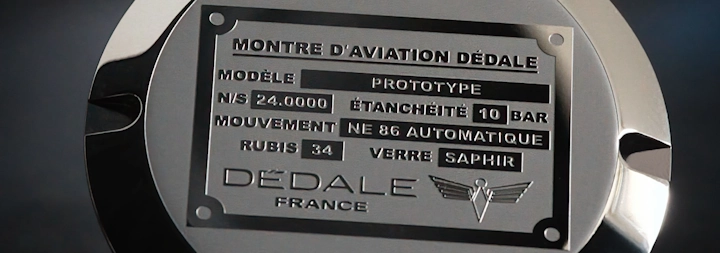 MONTRE D'AVIATION DÉDALE
MODÈLE PROTOTYPE
N/S 24.0000 ÉTANCHÉITÉ 10 BAR
MOUVEMENT NE 86 AUTOMATIQUE
RUBIS 34 VERRE SAPHIR
DÉDALE
FRANCE